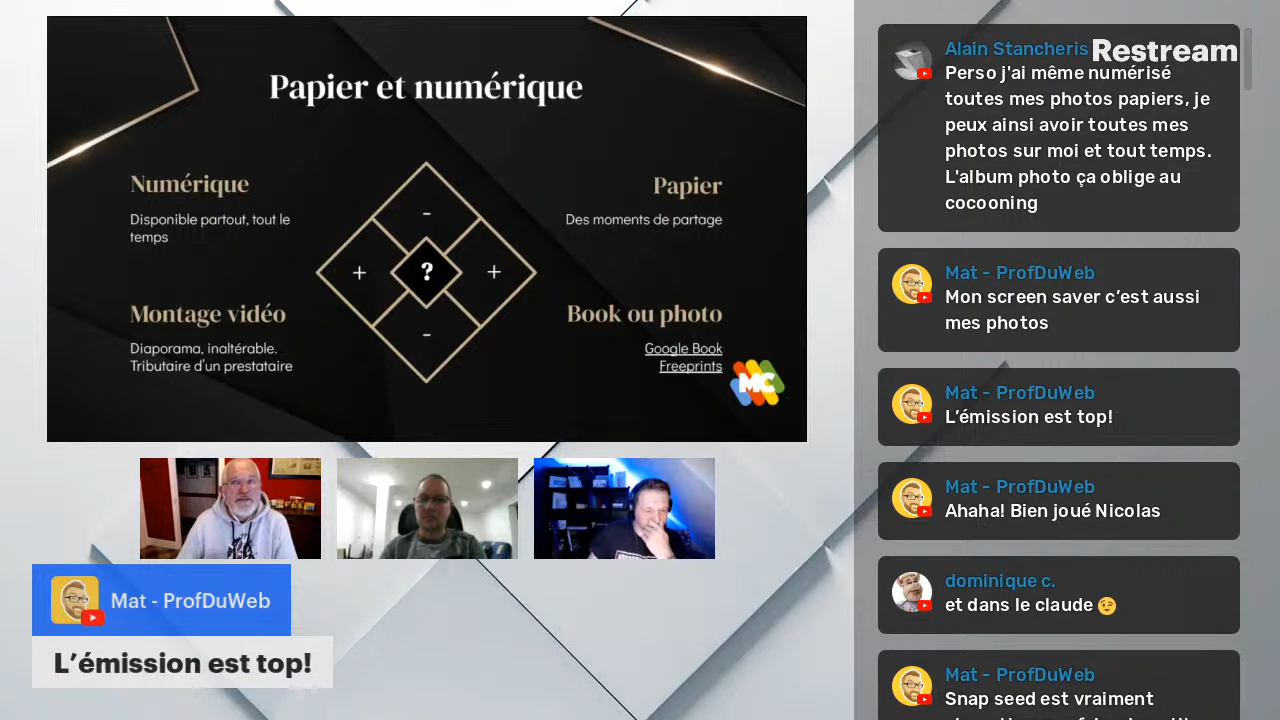 Papier et numérique
Numérique
Disponible partout, tout le
temps
Papier
Des moments de partage
-
+
?
+
-
Montage vidéo
Diaporama, inaltérable.
Tributaire d'un prestataire
Book ou photo
Google Book
Freeprints
MC
Mat - ProfDuWeb
L’émission est top!
Restream
Alain Stancheris
Perso j'ai même numérisé
toutes mes photos papiers, je
peux ainsi avoir toutes mes
photos sur moi et tout temps.
L'album photo ça oblige au
cocooning
Mat - ProfDuWeb
Mon screen saver c’est aussi
mes photos
Mat - ProfDuWeb
L’émission est top!
Mat - ProfDuWeb
Ahaha! Bien joué Nicolas
dominique c.
et dans le claude 😉
Mat - ProfDuWeb
Snap seed est vraiment